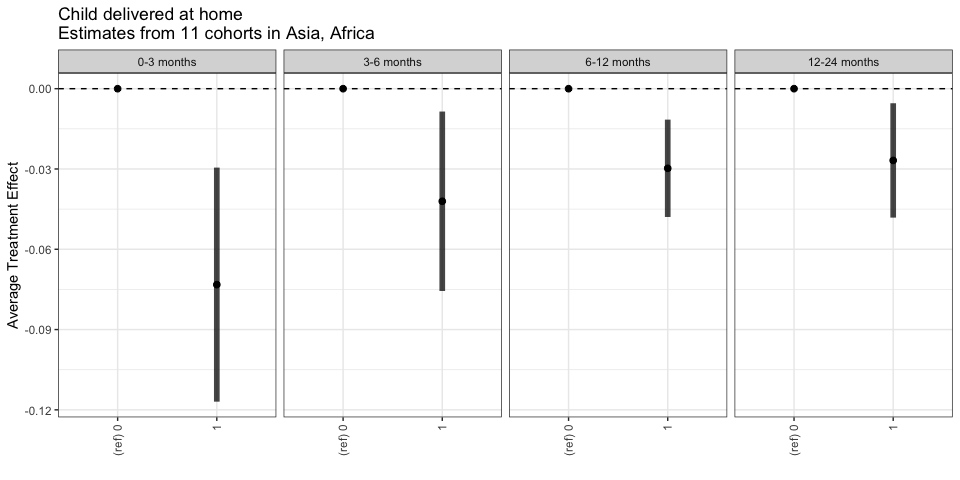 Child delivered at home
Estimates from 11 cohorts in Asia, Africa
0-3 months
3-6 months
6-12 months
12-24 months
Average Treatment Effect
0.00
-0.03
-0.06
-0.09
-0.12
(ref) 0
1
(ref) 0
1
(ref) 0
1
(ref) 0
1